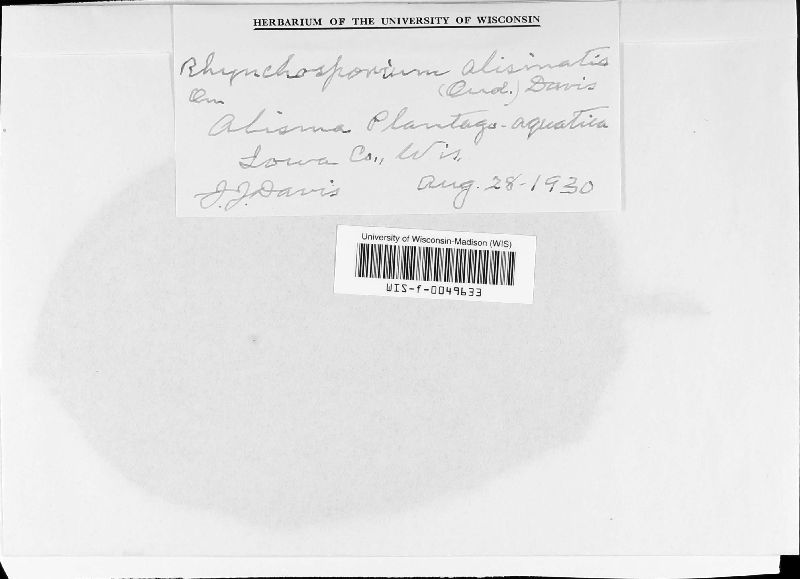 HERBARIUM OF THE UNIVERSITY OF WISCONSIN
Rhynchosporium alismatis
(Oud.) Davis
On
Alisma Plantago-aquatica
Iowa Co., Wis.
J.J. Davis Aug. 28-1930
University of Wisconsin-Madison (WIS)
WIS-f-0049633